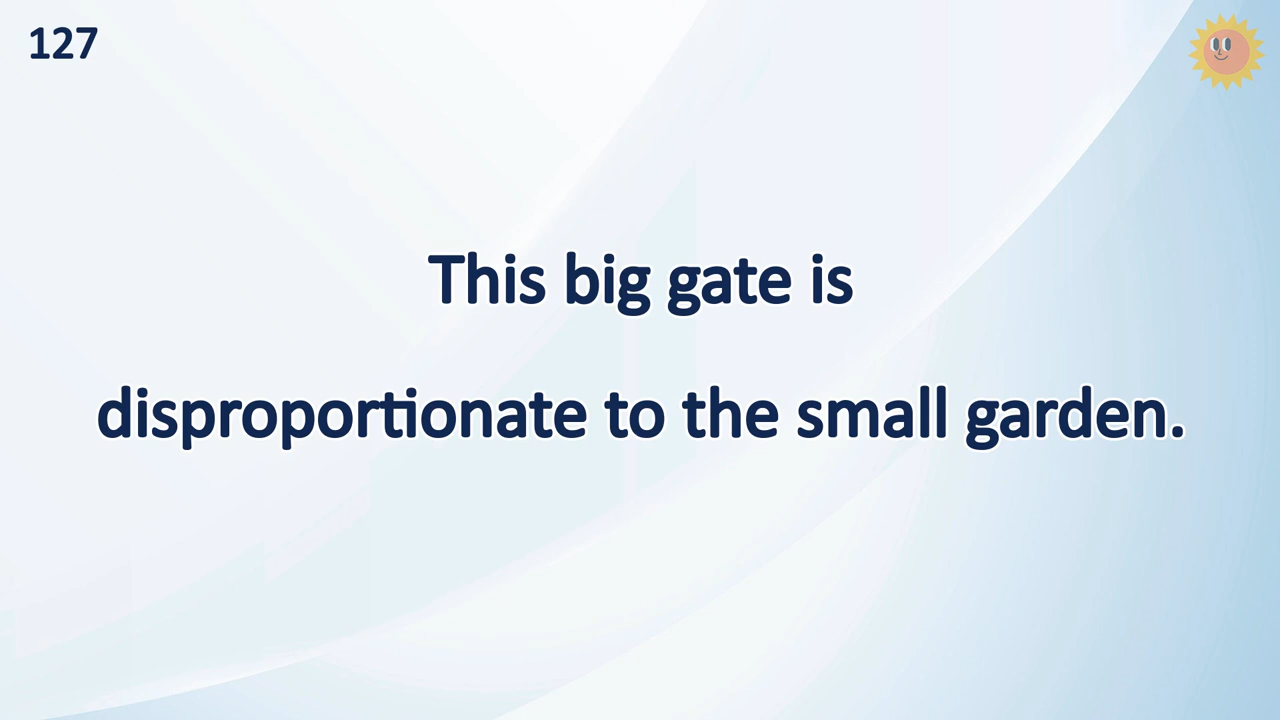 127
This big gate is
disproportionate to the small garden.